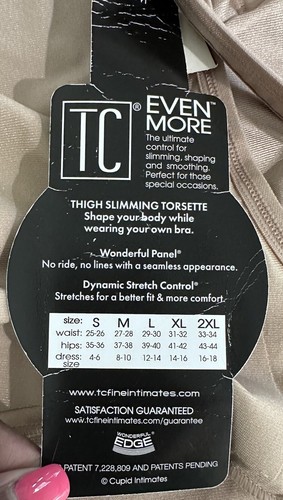 TC®
EVEN™
MORE
The ultimate
control for
slimming, shaping
and smoothing.
Perfect for those
special occasions.
THIGH SLIMMING TORSETTE
Shape your body while
wearing your own bra.
Wonderful Panel®
No ride, no lines with a seamless appearance.
Dynamic Stretch Control®
Stretches for a better fit & more comfort.
size: S M L XL 2XL
waist: 25-26 27-28 29-30 31-32 33-34
hips: 35-36 37-38 39-40 41-42 43-44
dress size 4-6 8-10 12-14 14-16 16-18
www.tcfineintimates.com
SATISFACTION GUARANTEED
www.tcfineintimates.com/guarantee
WONDERFUL
EDGE
PATENT 7,228,809 AND PATENTS PENDING
© Cupid Intimates